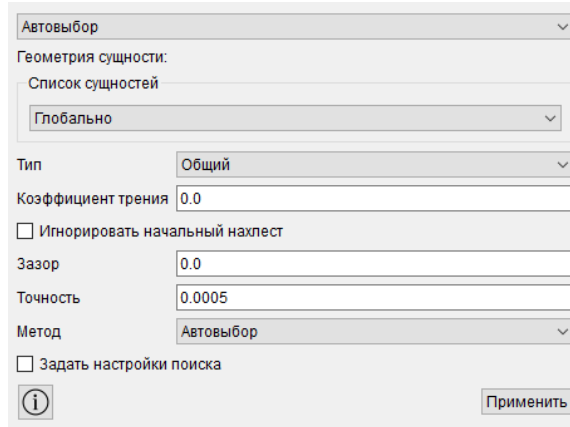 Автовыбор
Геометрия сущности:
Список сущностей
Глобально
Тип Общий
Коэффициент трения 0.0
Игнорировать начальный нахлест
Зазор 0.0
Точность 0.0005
Метод Автовыбор
Задать настройки поиска
Применить